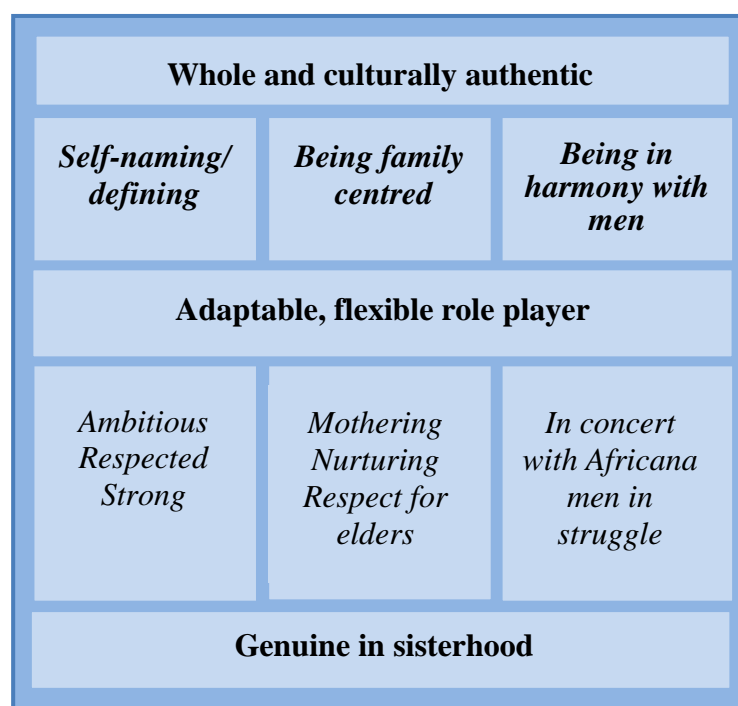 Whole and culturally authentic
Self-naming/
defining
Being family
centred
Being in
harmony with
men
Adaptable, flexible role player
Ambitious
Respected
Strong
Mothering
Nurturing
Respect for
elders
In concert
with Africana
men in
struggle
Genuine in sisterhood